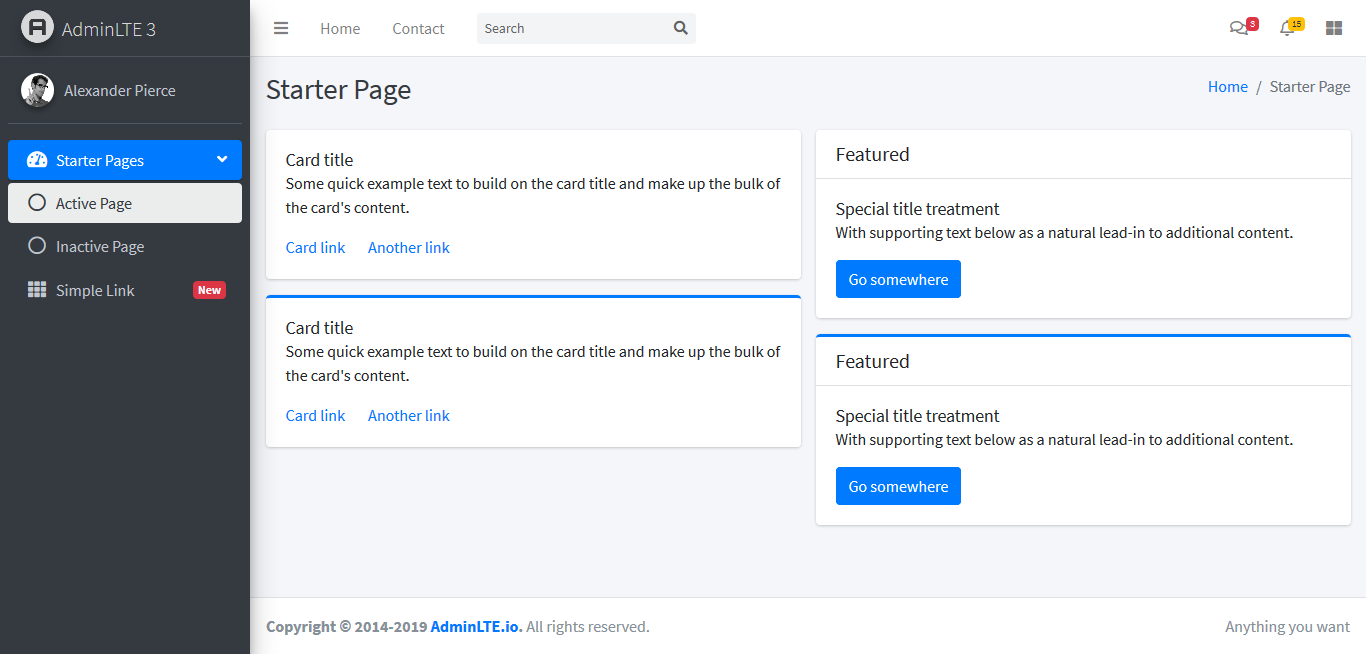 AdminLTE 3
Home
Contact
Search
3
15
Alexander Pierce
Starter Pages
Active Page
Inactive Page
Simple Link
New
Starter Page
Home / Starter Page
Card title
Some quick example text to build on the card title and make up the bulk of
the card's content.
Card link
Another link
Card title
Some quick example text to build on the card title and make up the bulk of
the card's content.
Card link
Another link
Featured
Special title treatment
With supporting text below as a natural lead-in to additional content.
Go somewhere
Featured
Special title treatment
With supporting text below as a natural lead-in to additional content.
Go somewhere
Copyright © 2014-2019 AdminLTE.io. All rights reserved.
Anything you want